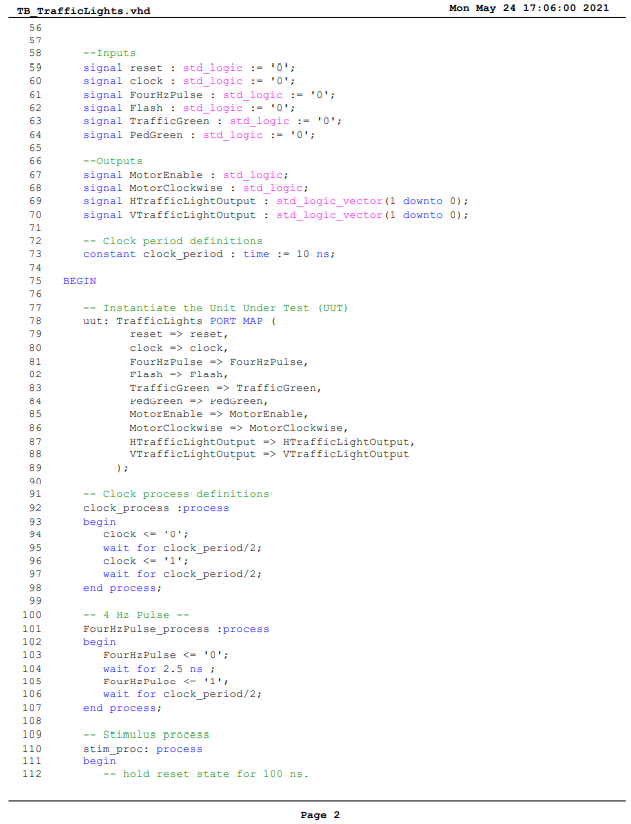 TB_TrafficLights.vhd Mon May 24 17:06:00 2021
56
57
58 --Inputs
59 signal reset : std_logic := '0';
60 signal clock : std_logic := '0';
61 signal FourHzPulse : std_logic := '0';
62 signal Flash : std_logic := '0';
63 signal TrafficGreen : std_logic := '0';
64 signal PedGreen : std_logic := '0';
65
66 --Outputs
67 signal MotorEnable : std_logic;
68 signal MotorClockwise : std_logic;
69 signal HTrafficLightOutput : std_logic_vector(1 downto 0);
70 signal VTrafficLightOutput : std_logic_vector(1 downto 0);
71
72 -- Clock period definitions
73 constant clock_period : time := 10 ns;
74
75 BEGIN
76
77 -- Instantiate the Unit Under Test (UUT)
78 uut: TrafficLights PORT MAP (
79 reset => reset,
80 clock => clock,
81 FourHzPulse => FourHzPulse,
82 Flash => Flash,
83 TrafficGreen => TrafficGreen,
84 PedGreen => PedGreen,
85 MotorEnable => MotorEnable,
86 MotorClockwise => MotorClockwise,
87 HTrafficLightOutput => HTrafficLightOutput,
88 VTrafficLightOutput => VTrafficLightOutput
89 );
90
91 -- Clock process definitions
92 clock_process :process
93 begin
94 clock <= '0';
95 wait for clock_period/2;
96 clock <= '1';
97 wait for clock_period/2;
98 end process;
99
100 -- 4 Hz Pulse --
101 FourHzPulse_process :process
102 begin
103 FourHzPulse <= '0';
104 wait for 2.5 ns ;
105 FourHzPulse <= '1';
106 wait for clock_period/2;
107 end process;
108
109 -- Stimulus process
110 stim_proc: process
111 begin
112 -- hold reset state for 100 ns.
Page 2